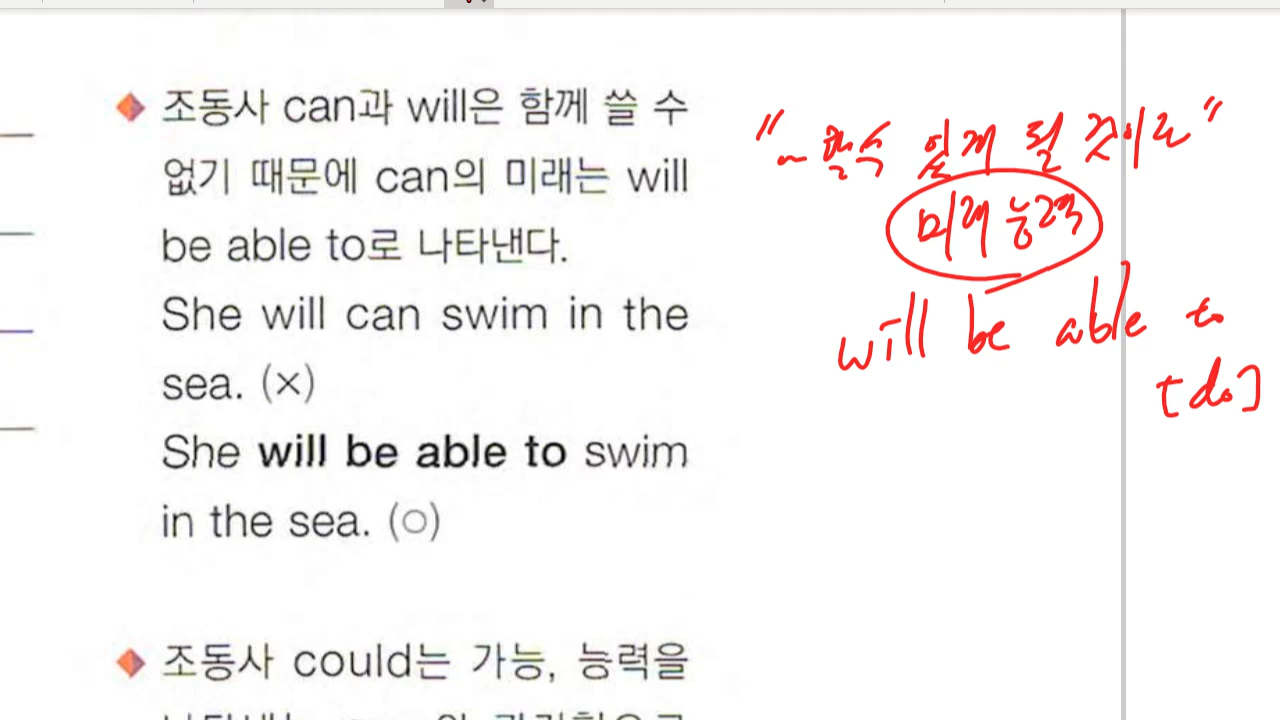 조동사 can과 will은 함께 쓸 수
없기 때문에 can의 미래는 will
be able to로 나타낸다.
She will can swim in the
sea. (×)
She will be able to swim
in the sea. (○)
조동사 could는 가능, 능력을
"~ 할 수 있게 될 것이도"
미래 능력
will be able to
[do]